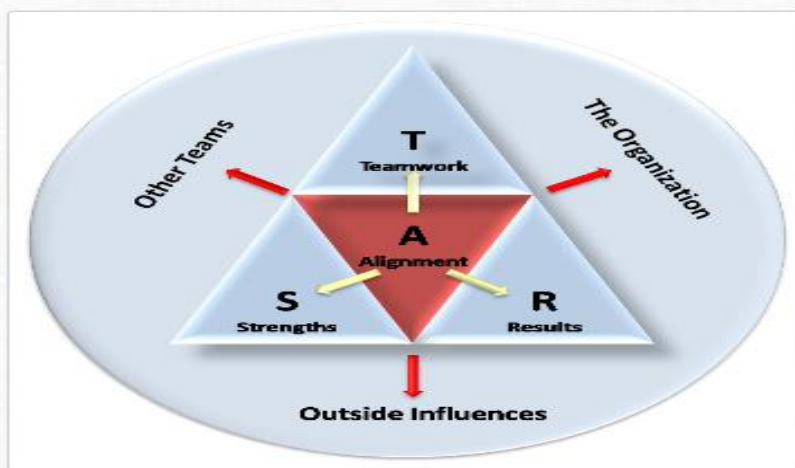 T
Teamwork
Other Teams
The Organization
A
Alignment
S
Strengths
R
Results
Outside Influences